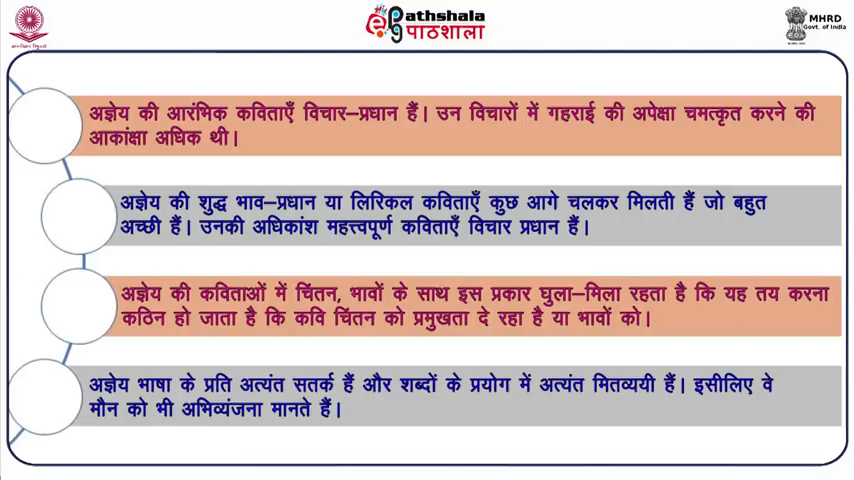 ePathshala
पाठशाला
MHRD
Govt. of India
अज्ञेय की आरंभिक कविताएँ विचार–प्रधान हैं। उन विचारों में गहराई की अपेक्षा चमत्कृत करने की
आकांक्षा अधिक थी।
अज्ञेय की शुद्ध भाव–प्रधान या लिरिकल कविताएँ कुछ आगे चलकर मिलती हैं जो बहुत
अच्छी हैं। उनकी अधिकांश महत्त्वपूर्ण कविताएँ विचार प्रधान हैं।
अज्ञेय की कविताओं में चिंतन, भावों के साथ इस प्रकार घुला–मिला रहता है कि यह तय करना
कठिन हो जाता है कि कवि चिंतन को प्रमुखता दे रहा है या भावों को।
अज्ञेय भाषा के प्रति अत्यंत सतर्क हैं और शब्दों के प्रयोग में अत्यंत मितव्ययी हैं। इसीलिए वे
मौन को भी अभिव्यंजना मानते हैं।